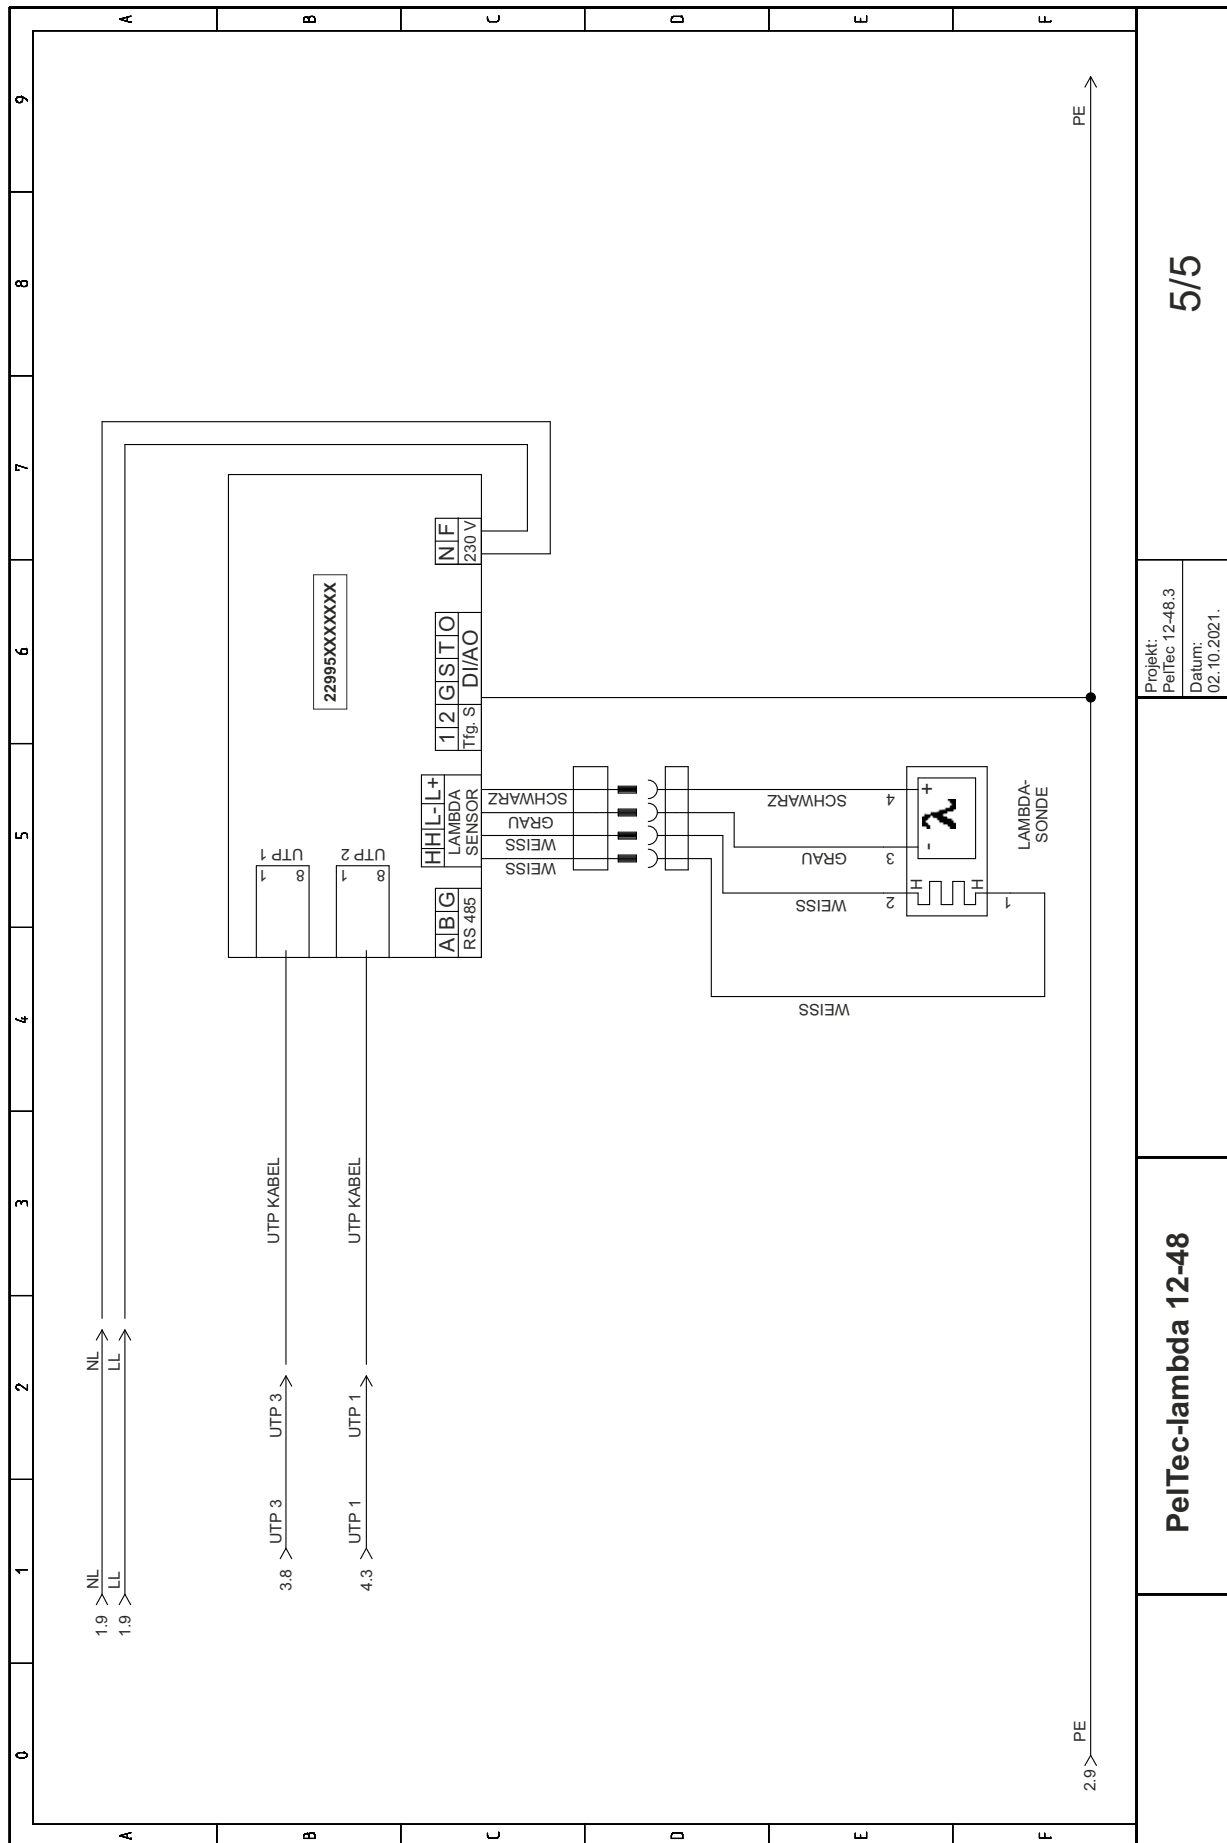 0 1 2 3 4 5 6 7 8 9
A A
B B
C C
D D
E E
F F
1.9 NL NL
1.9 LL LL
3.8 UTP 3 UTP 3 UTP KABEL
4.3 UTP 1 UTP 1 UTP KABEL
8 1 UTP 1
8 1 UTP 2
22995XXXXXXX
A B G
RS 485
H H L- L+
LAMBDA
SENSOR
1 2 G S T O
Tfg. S DI/AO
N F
230 V
WEISS
WEISS
GRAU
SCHWARZ
WEISS
WEISS
GRAU
SCHWARZ
1 2 3 4
H H - + λ
LAMBDA-
SONDE
2.9 PE PE
PelTec-lambda 12-48
Projekt:
PelTec 12-48.3
Datum:
02.10.2021.
5/5